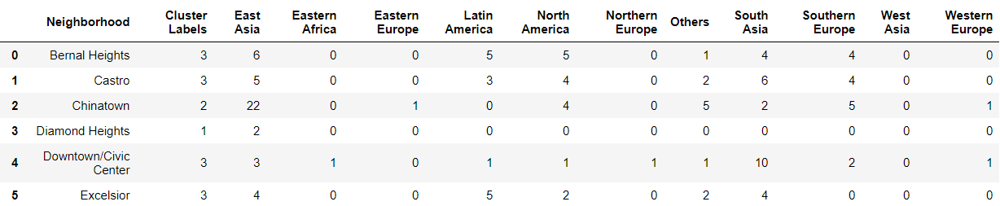 Neighborhood Cluster Labels East Asia Eastern Africa Eastern Europe Latin America North America Northern Europe Others South Asia Southern Europe West Asia Western Europe
0 Bernal Heights 3 6 0 0 5 5 0 1 4 4 0 0
1 Castro 3 5 0 0 3 4 0 2 6 4 0 0
2 Chinatown 2 22 0 1 0 4 0 5 2 5 0 1
3 Diamond Heights 1 2 0 0 0 0 0 0 0 0 0 0
4 Downtown/Civic Center 3 3 1 0 1 1 1 1 10 2 0 1
5 Excelsior 3 4 0 0 5 2 0 2 4 0 0 0